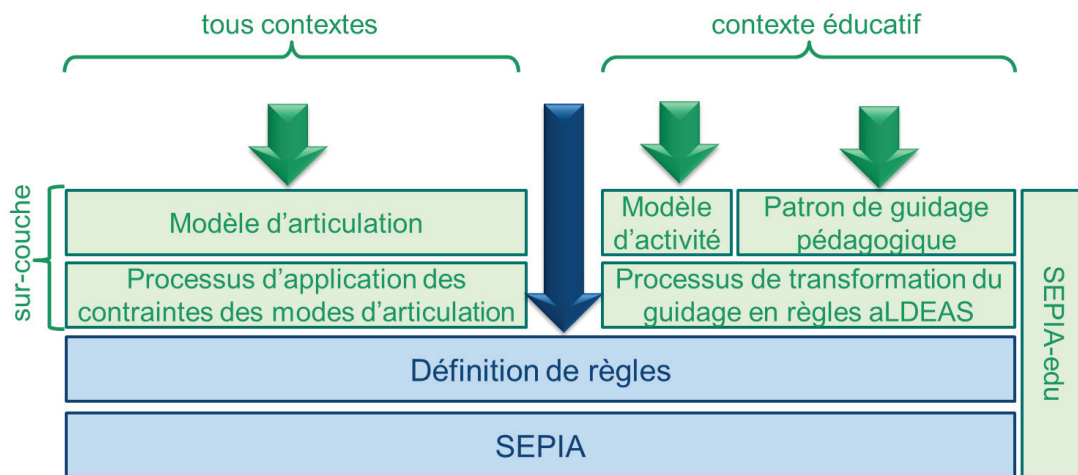 tous contextes
contexte éducatif
sur-couche
Modèle d'articulation
Modèle
d'activité
Patron de guidage
pédagogique
Processus d'application des
contraintes des modes d'articulation
Processus de transformation du
guidage en règles aLDEAS
Définition de règles
SEPIA
SEPIA-edu